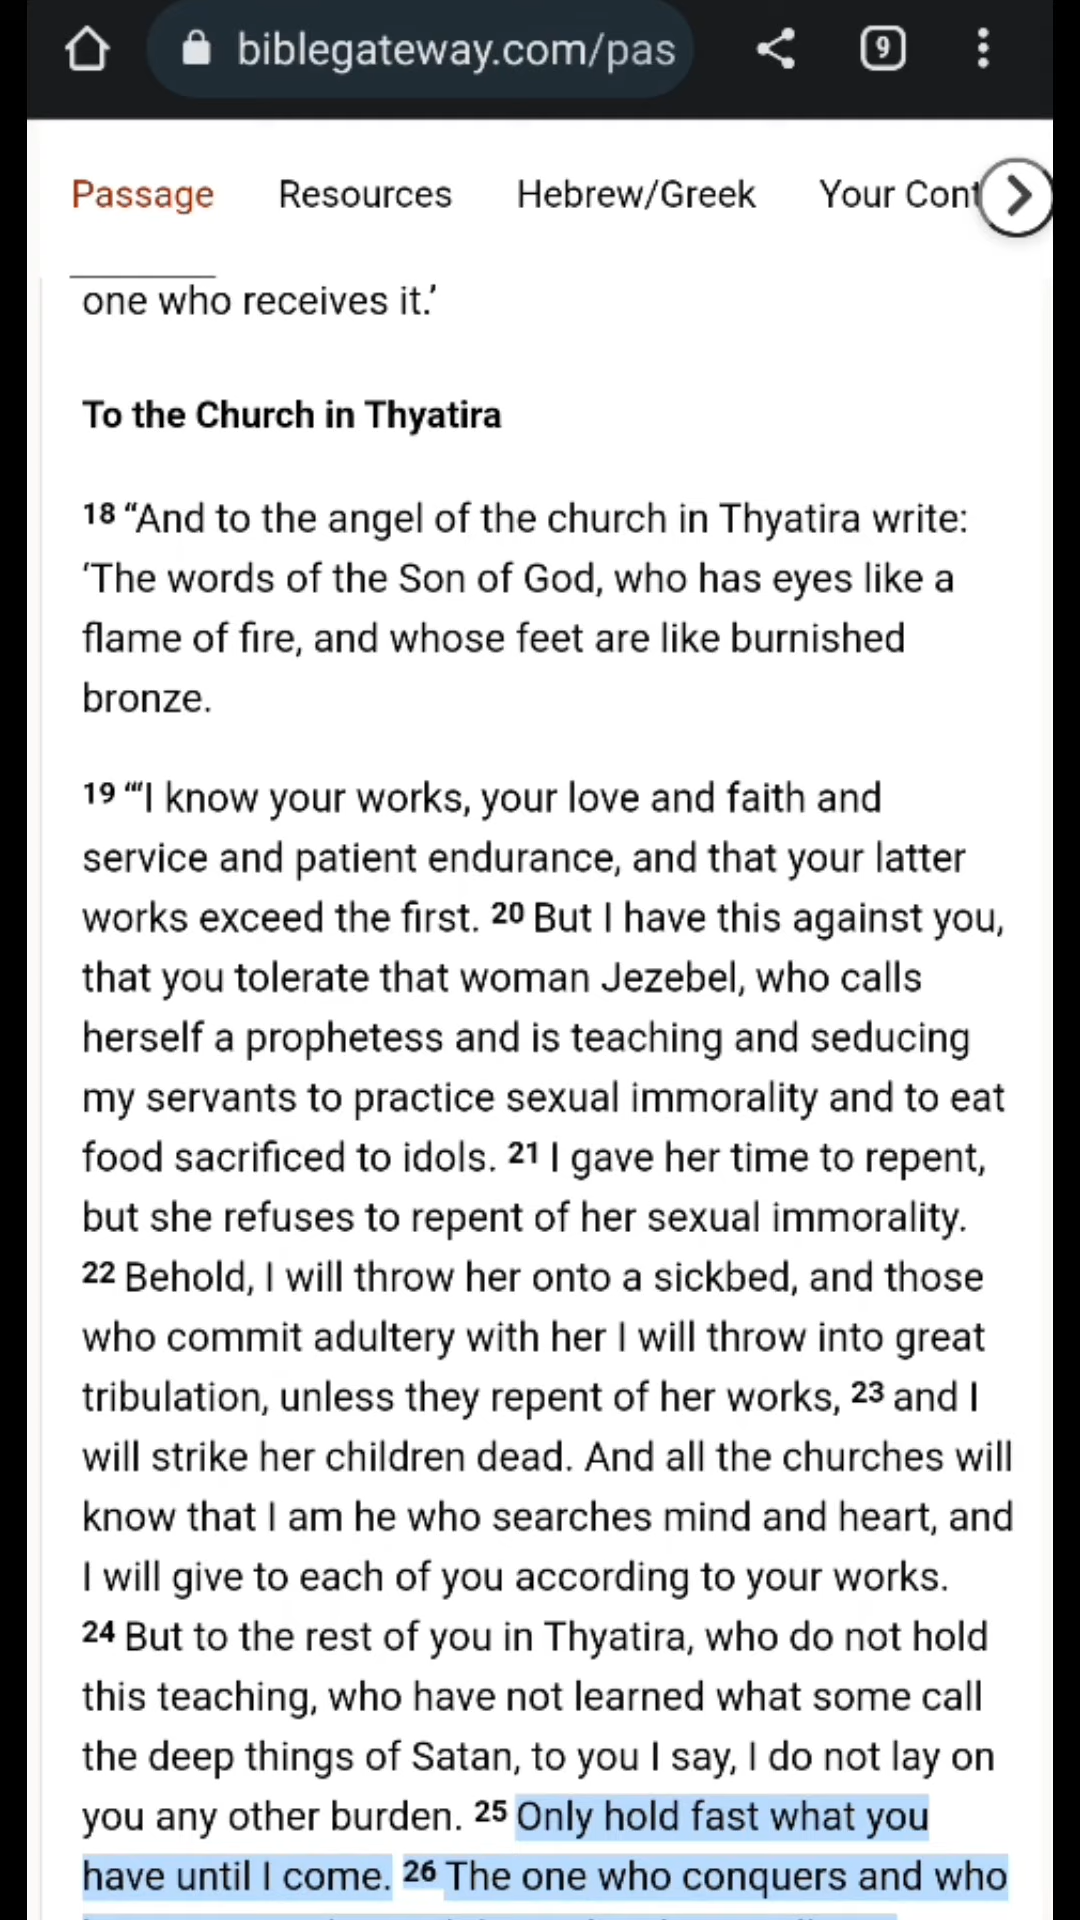 biblegateway.com/pas
9
Passage Resources Hebrew/Greek Your Cont
one who receives it.’
To the Church in Thyatira
18 “And to the angel of the church in Thyatira write:
‘The words of the Son of God, who has eyes like a
flame of fire, and whose feet are like burnished
bronze.
19 “‘I know your works, your love and faith and
service and patient endurance, and that your latter
works exceed the first. 20 But I have this against you,
that you tolerate that woman Jezebel, who calls
herself a prophetess and is teaching and seducing
my servants to practice sexual immorality and to eat
food sacrificed to idols. 21 I gave her time to repent,
but she refuses to repent of her sexual immorality.
22 Behold, I will throw her onto a sickbed, and those
who commit adultery with her I will throw into great
tribulation, unless they repent of her works, 23 and I
will strike her children dead. And all the churches will
know that I am he who searches mind and heart, and
I will give to each of you according to your works.
24 But to the rest of you in Thyatira, who do not hold
this teaching, who have not learned what some call
the deep things of Satan, to you I say, I do not lay on
you any other burden. 25 Only hold fast what you
have until I come. 26 The one who conquers and who